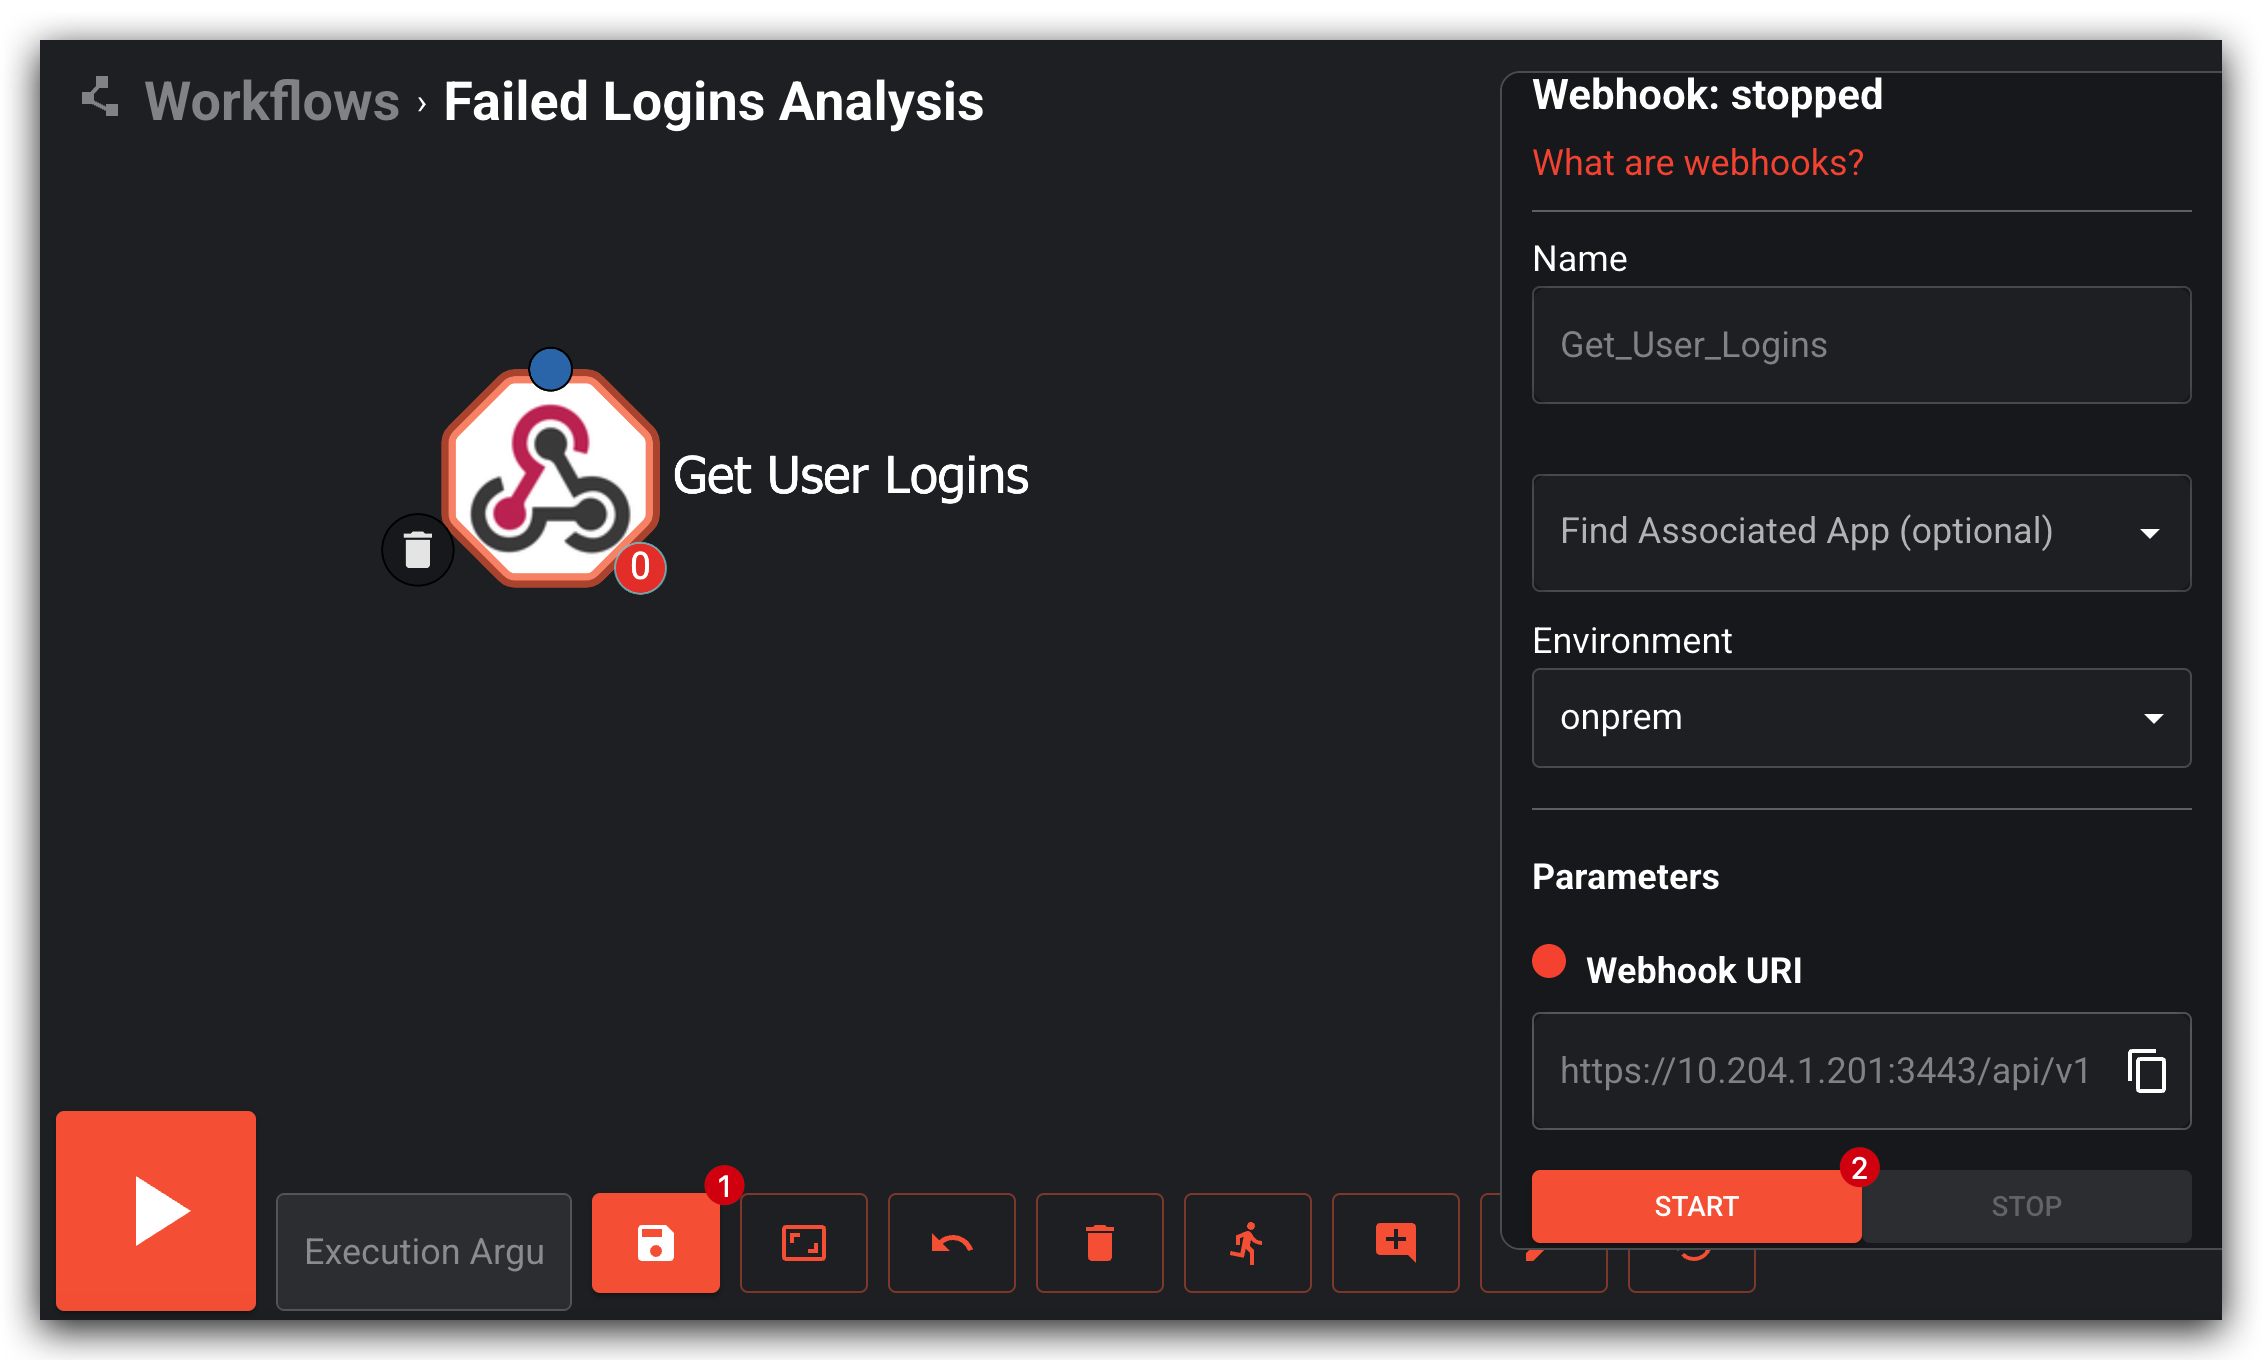 Workflows › Failed Logins Analysis
Get User Logins
0
Execution Argu
1
Webhook: stopped
What are webhooks?
Name
Get_User_Logins
Find Associated App (optional)
Environment
onprem
Parameters
Webhook URI
https://10.204.1.201:3443/api/v1
2
START
STOP